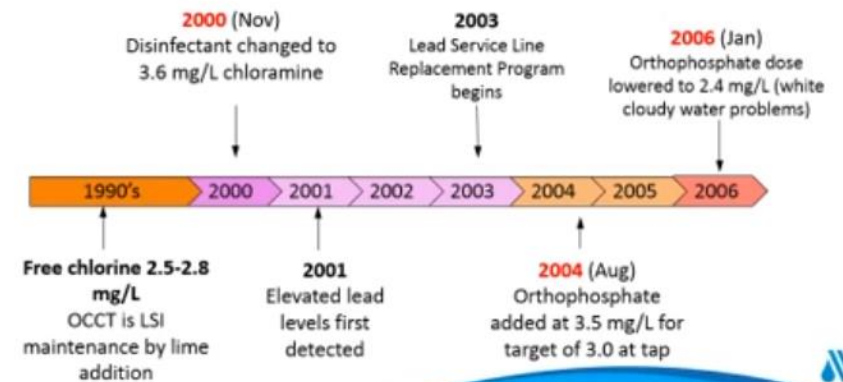 2000 (Nov)
Disinfectant changed to
3.6 mg/L chloramine
2003
Lead Service Line
Replacement Program
begins
2006 (Jan)
Orthophosphate dose
lowered to 2.4 mg/L (white
cloudy water problems)
1990's
2000
2001
2002
2003
2004
2005
2006
Free chlorine 2.5-2.8
mg/L
OCCT is LSI
maintenance by lime
addition
2001
Elevated lead
levels first
detected
2004 (Aug)
Orthophosphate
added at 3.5 mg/L for
target of 3.0 at tap